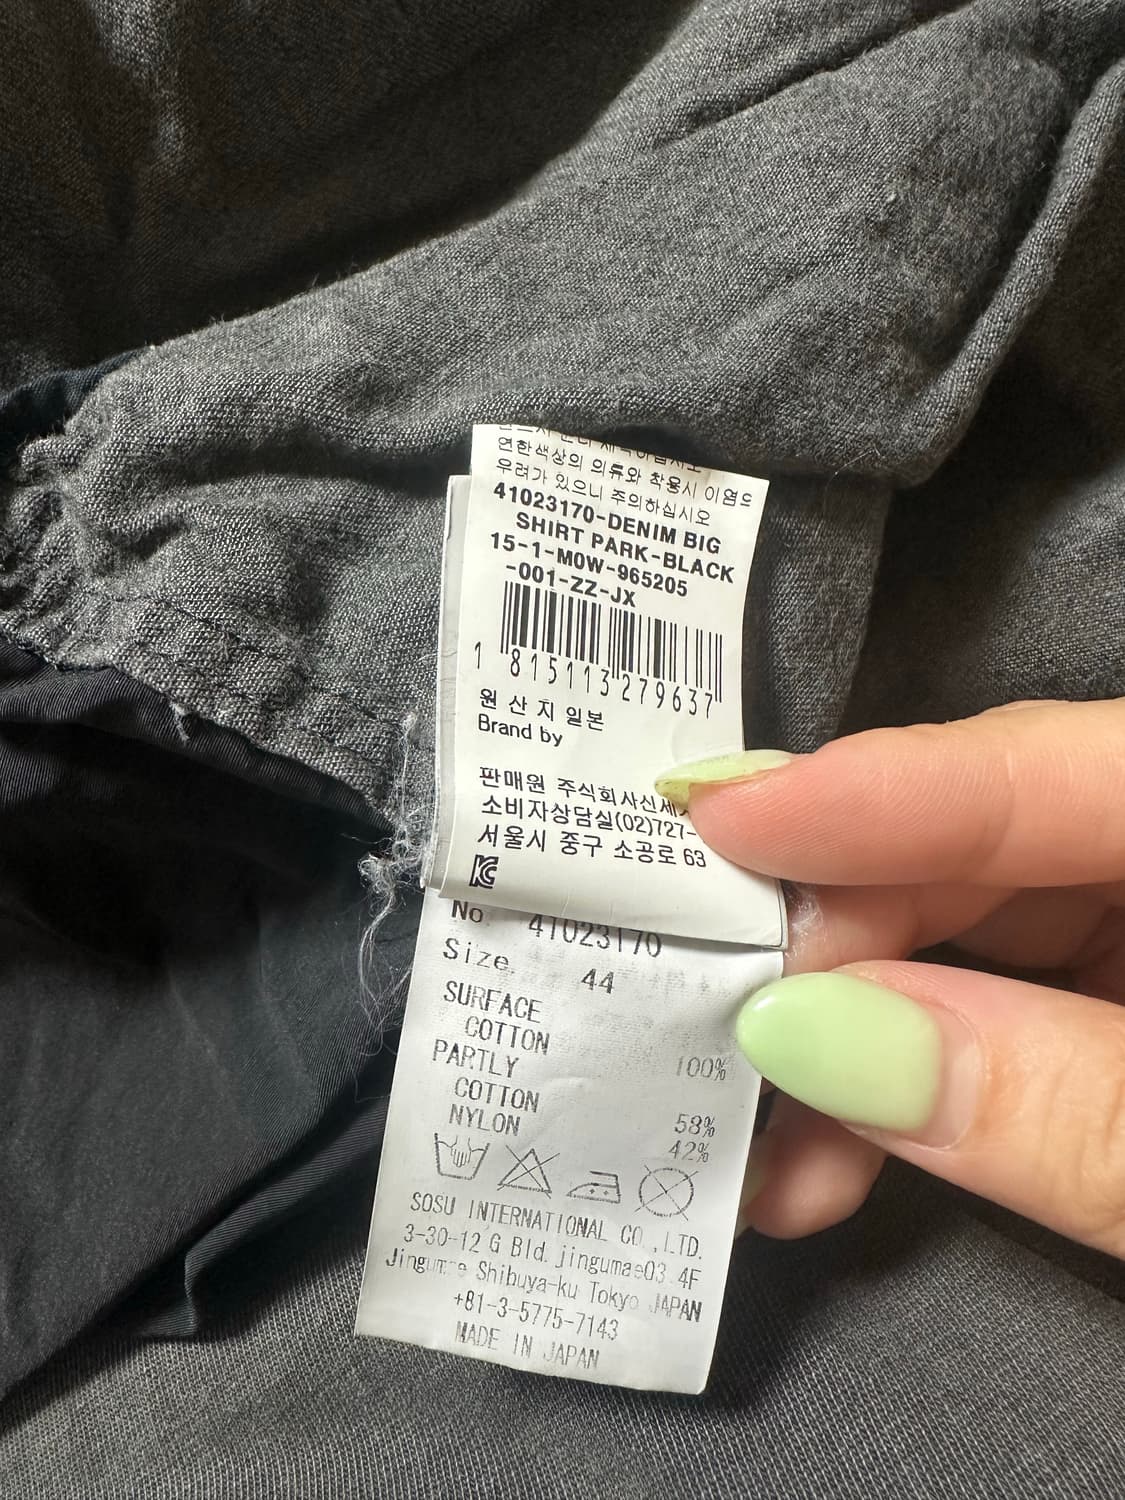 연한색상의 의류와 착용시 이염의
우려가 있으니 주의하십시오
41023170-DENIM BIG
SHIRT PARK-BLACK
15-1-M0W-965205
-001-ZZ-JX
1 815113 279637
원산지 일본
Brand by
판매원 주식회사신세
소비자상담실(02)727-
서울시 중구 소공로 63
No 41023170
Size 44
SURFACE
COTTON 100%
PARTLY
COTTON 58%
NYLON 42%
SOSU INTERNATIONAL CO.,LTD.
3-30-12 G Bld.jingumae03 4F
Shibuya-ku Tokyo JAPAN
+81-3-5775-7143
MADE IN JAPAN